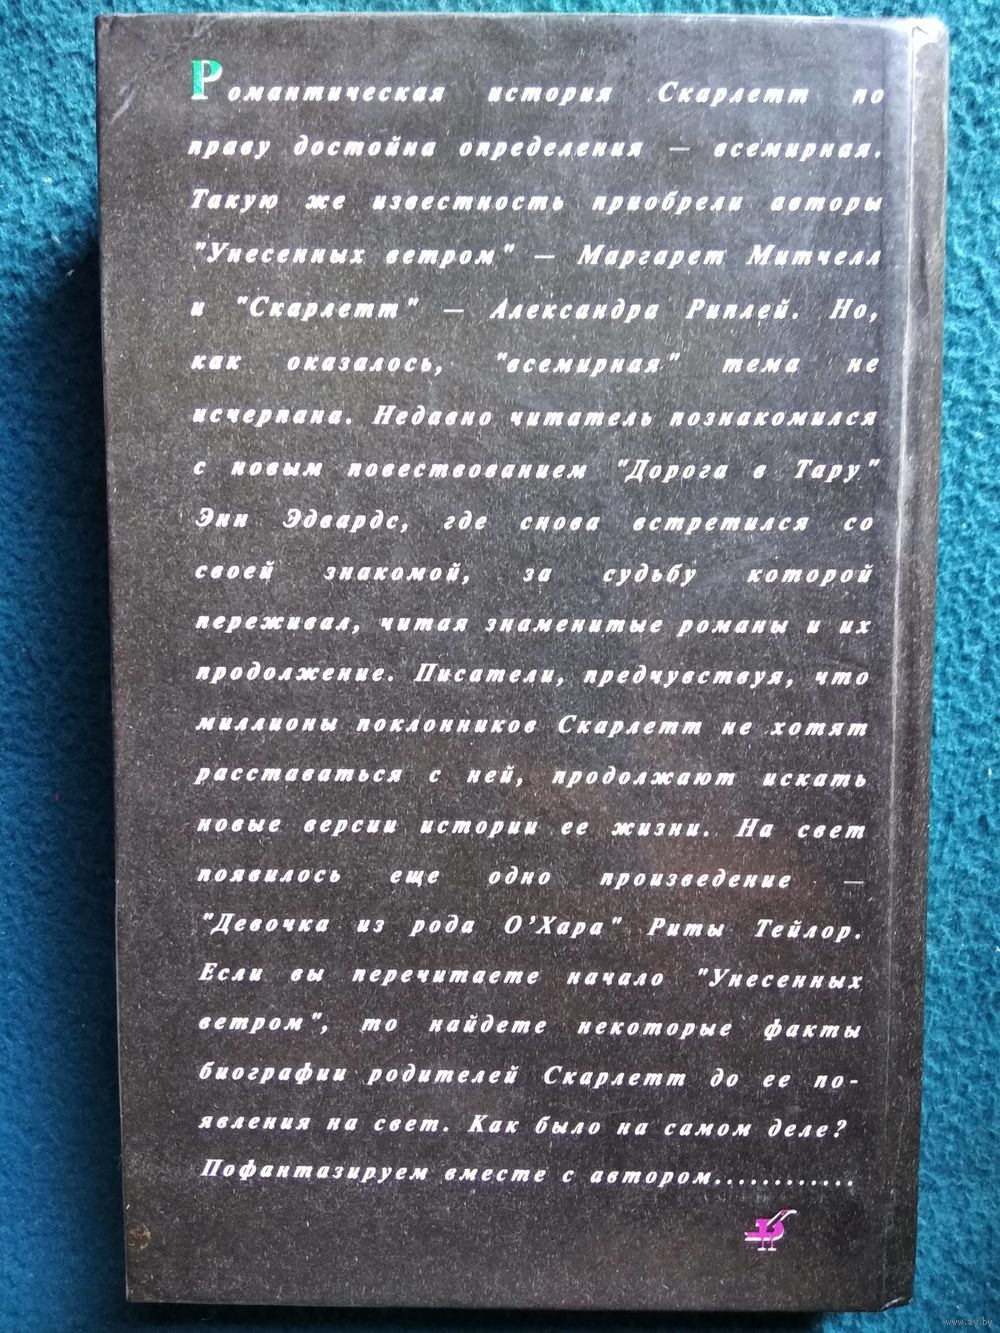 Романтическая история Скарлетт по
праву достойна определения — всемирная.
Такую же известность приобрели авторы
"Унесенных ветром" — Маргарет Митчелл
и "Скарлетт" — Александра Риплей. Но,
как оказалось, "всемирная" тема не
исчерпана. Недавно читатель познакомился
с новым повествованием "Дорога в Тару"
Энн Эдвардс, где снова встретился со
своей знакомой, за судьбу которой
переживал, читая знаменитые романы и их
продолжение. Писатели, предчувствуя, что
миллионы поклонников Скарлетт не хотят
расставаться с ней, продолжают искать
новые версии истории ее жизни. На свет
появилось еще одно произведение —
"Девочка из рода О'Хара" Риты Тейлор.
Если вы перечитаете начало "Унесенных
ветром", то найдете некоторые факты
биографии родителей Скарлетт до ее по-
явления на свет. Как было на самом деле?
Пофантазируем вместе с автором............
www.ay.by